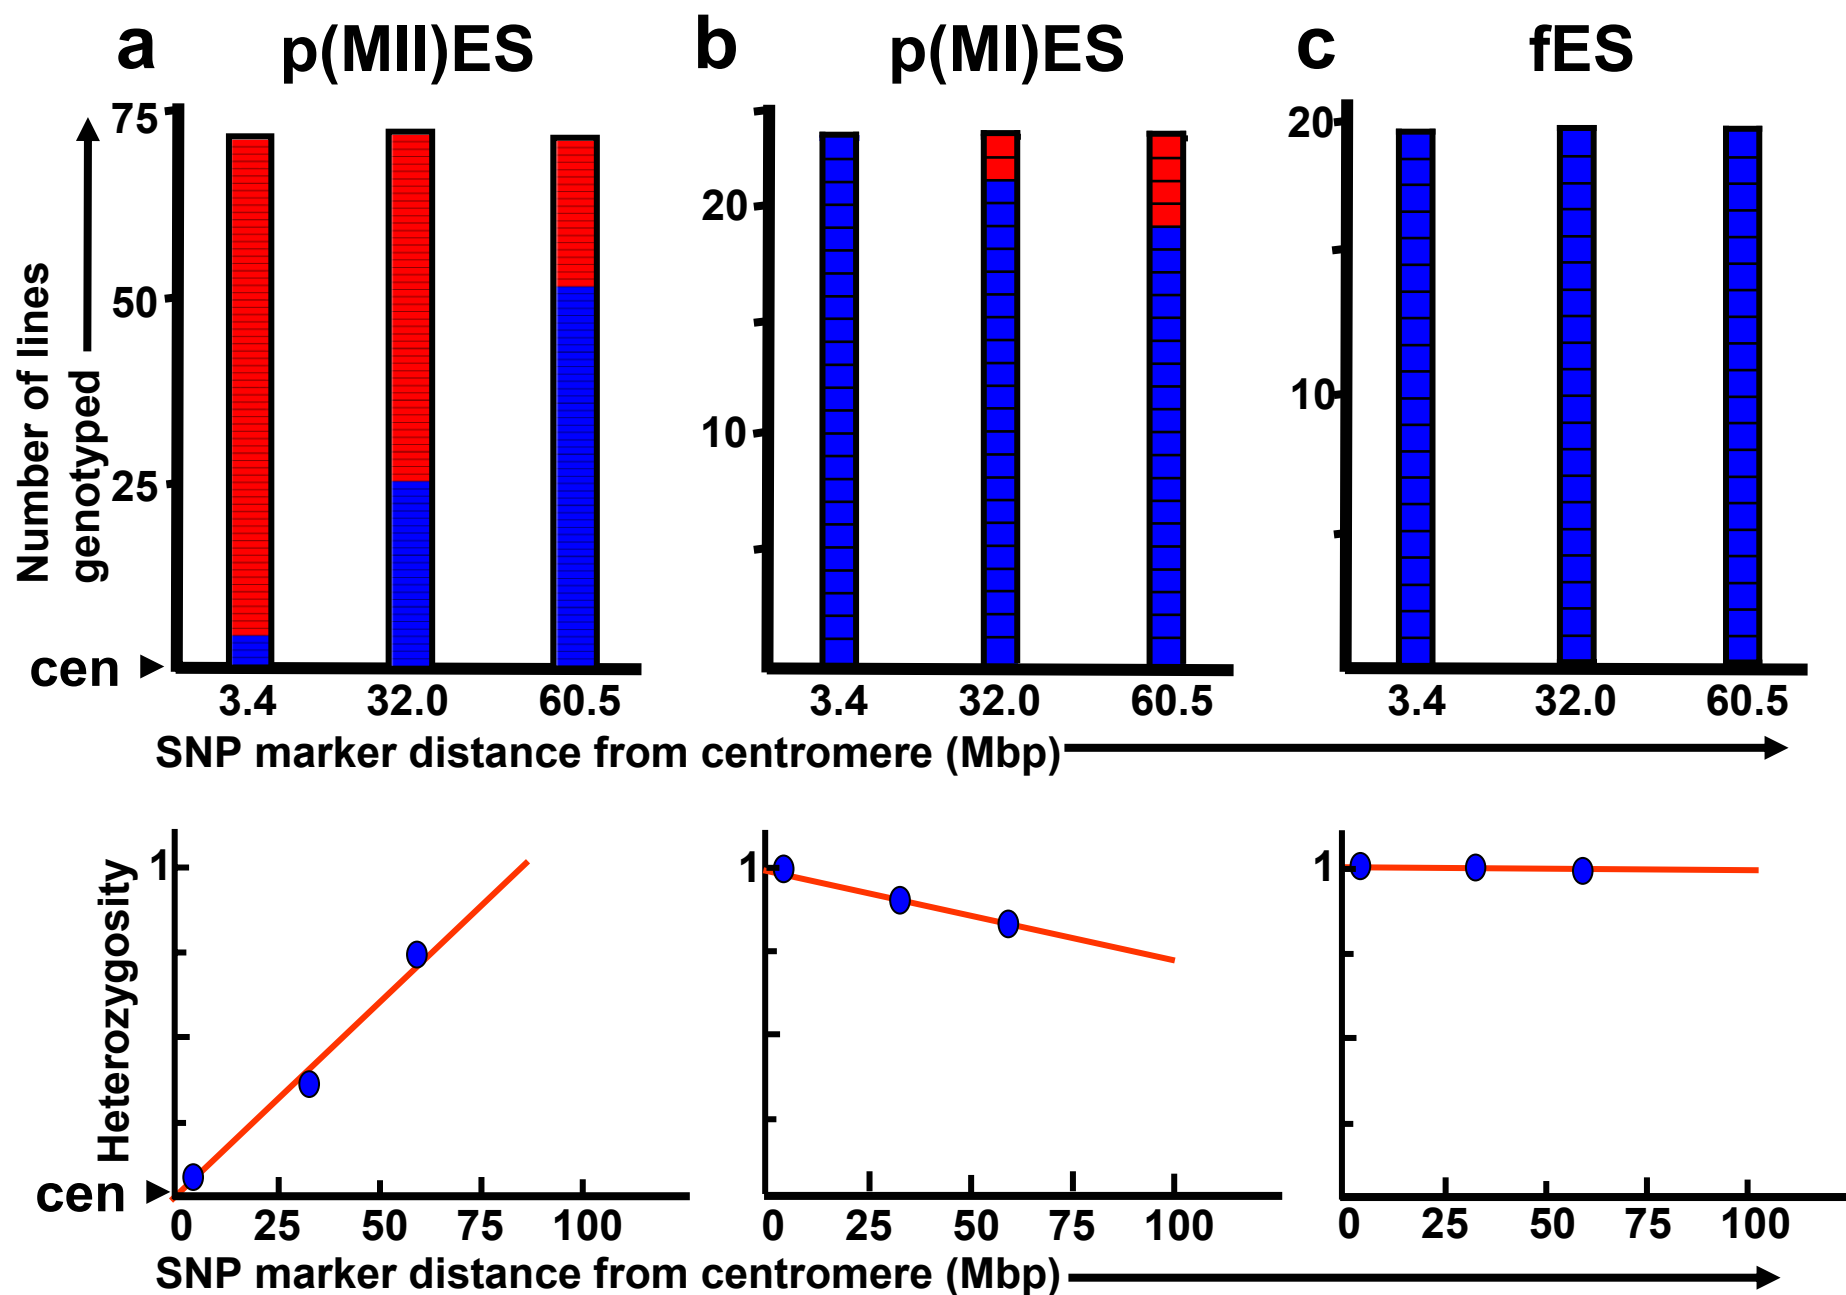 a p(MII)ES
b p(MI)ES
c fES
Number of lines
genotyped
75
50
25
cen
3.4 32.0 60.5
20
10
3.4 32.0 60.5
20
10
3.4 32.0 60.5
SNP marker distance from centromere (Mbp)
Heterozygosity
1
cen
0 25 50 75 100
1
0 25 50 75 100
1
0 25 50 75 100
SNP marker distance from centromere (Mbp)